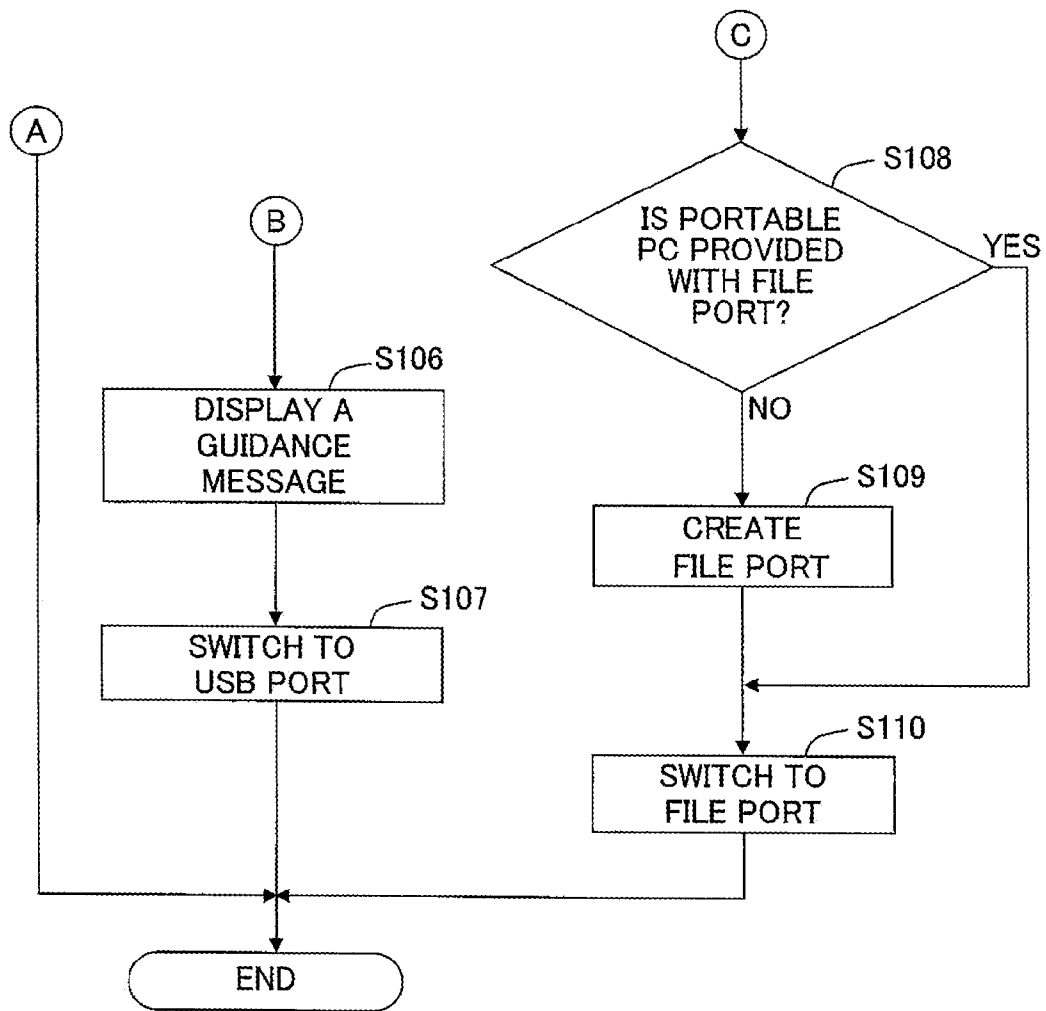 A
B
S106
DISPLAY A
GUIDANCE
MESSAGE
S107
SWITCH TO
USB PORT
C
S108
IS PORTABLE
PC PROVIDED
WITH FILE
PORT?
YES
NO
S109
CREATE
FILE PORT
S110
SWITCH TO
FILE PORT
END